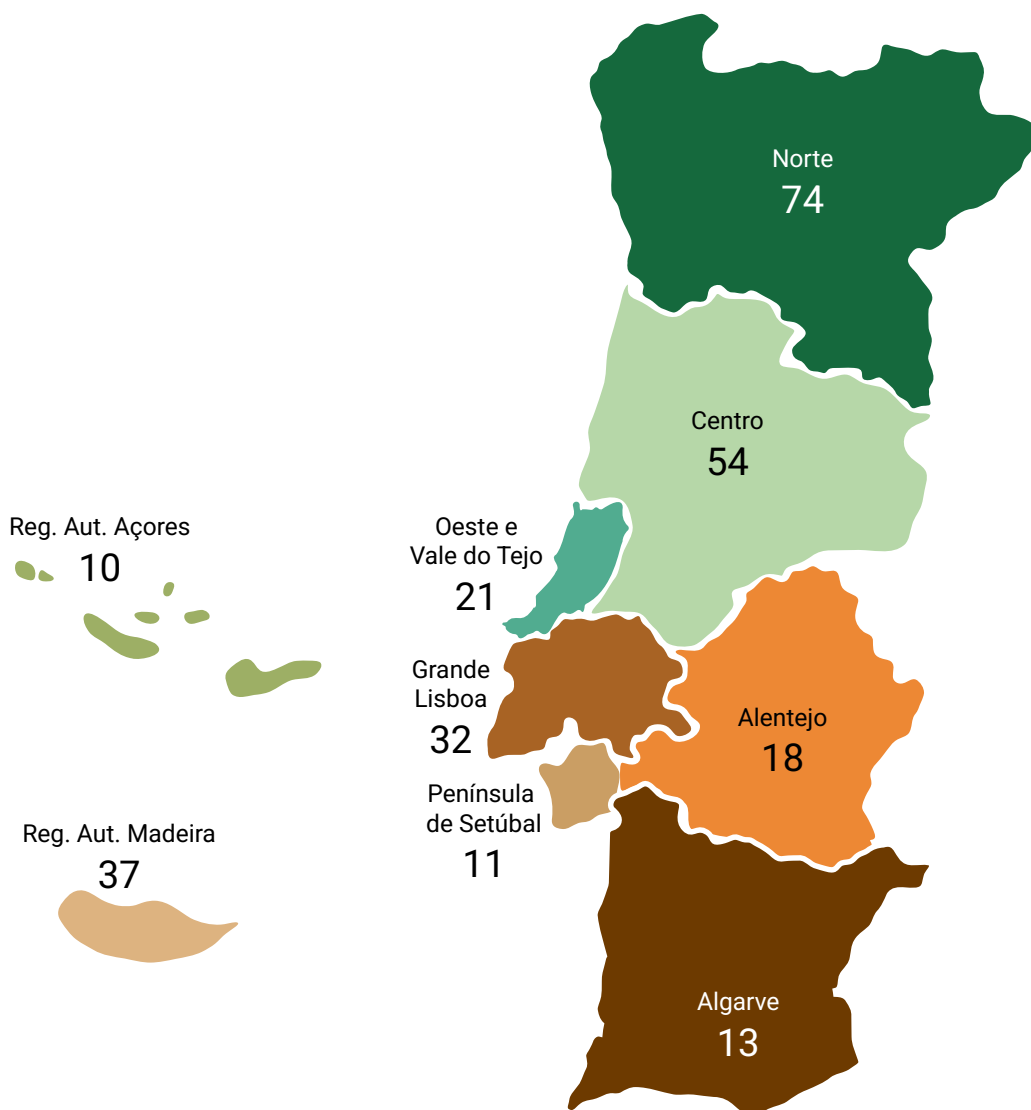 Norte
74
Centro
54
Reg. Aut. Açores
10
Oeste e
Vale do Tejo
21
Grande
Lisboa
32
Alentejo
18
Península
de Setúbal
11
Reg. Aut. Madeira
37
Algarve
13